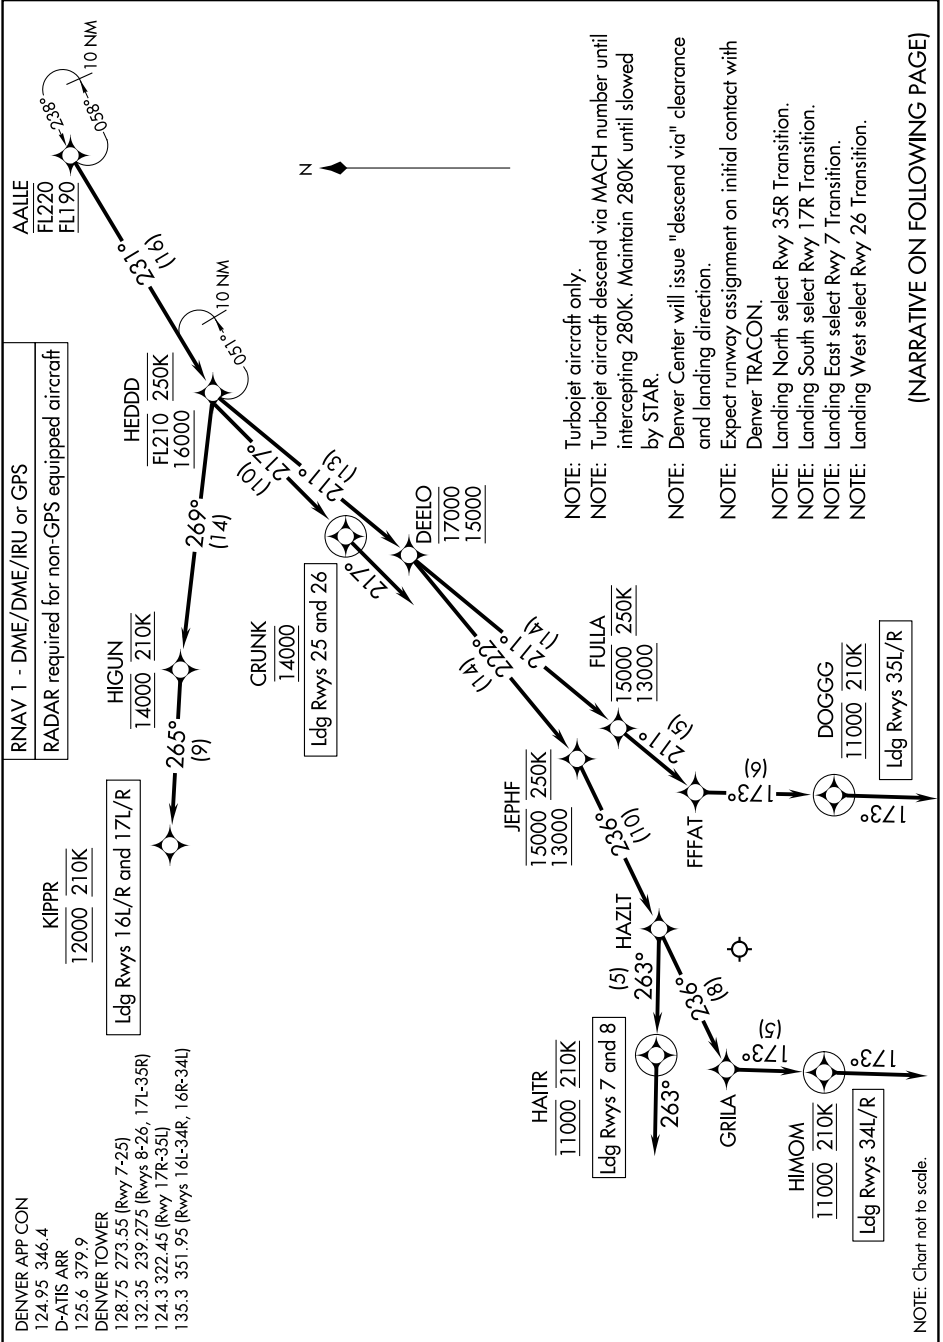 RNAV 1 - DME/DME/IRU or GPS
RADAR required for non-GPS equipped aircraft
DENVER APP CON
124.95 346.4
D-ATIS ARR
125.6 379.9
DENVER TOWER
128.75 273.55 (Rwy 7-25)
132.35 239.275 (Rwys 8-26, 17L-35R)
124.3 322.45 (Rwy 17R-35L)
135.3 351.95 (Rwys 16L-34R, 16R-34L)
AALLE
FL220
FL190
238°
058°
10 NM
231°
(16)
HEDDD
FL210 250K
16000
051°
10 NM
N
269°
(14)
HIGUN
14000 210K
265°
(9)
KIPPR
12000 210K
Ldg Rwys 16L/R and 17L/R
217°
(10)
CRUNK
14000
Ldg Rwys 25 and 26
217°
211°
(13)
DEELO
17000
15000
222°
(14)
211°
(14)
JEPHF
15000 250K
13000
FULLA
15000 250K
13000
236°
(10)
211°
(5)
FFFAT
173°
(6)
DOGGG
11000 210K
Ldg Rwys 35L/R
173°
HAZLT
(5)
263°
HAITR
11000 210K
Ldg Rwys 7 and 8
263°
236°
(8)
GRILA
173°
(5)
HIMOM
11000 210K
Ldg Rwys 34L/R
173°
NOTE: Turbojet aircraft only.
NOTE: Turbojet aircraft descend via MACH number until
intercepting 280K. Maintain 280K until slowed
by STAR.
NOTE: Denver Center will issue "descend via" clearance
and landing direction.
NOTE: Expect runway assignment on initial contact with
Denver TRACON.
NOTE: Landing North select Rwy 35R Transition.
NOTE: Landing South select Rwy 17R Transition.
NOTE: Landing East select Rwy 7 Transition.
NOTE: Landing West select Rwy 26 Transition.
(NARRATIVE ON FOLLOWING PAGE)
NOTE: Chart not to scale.